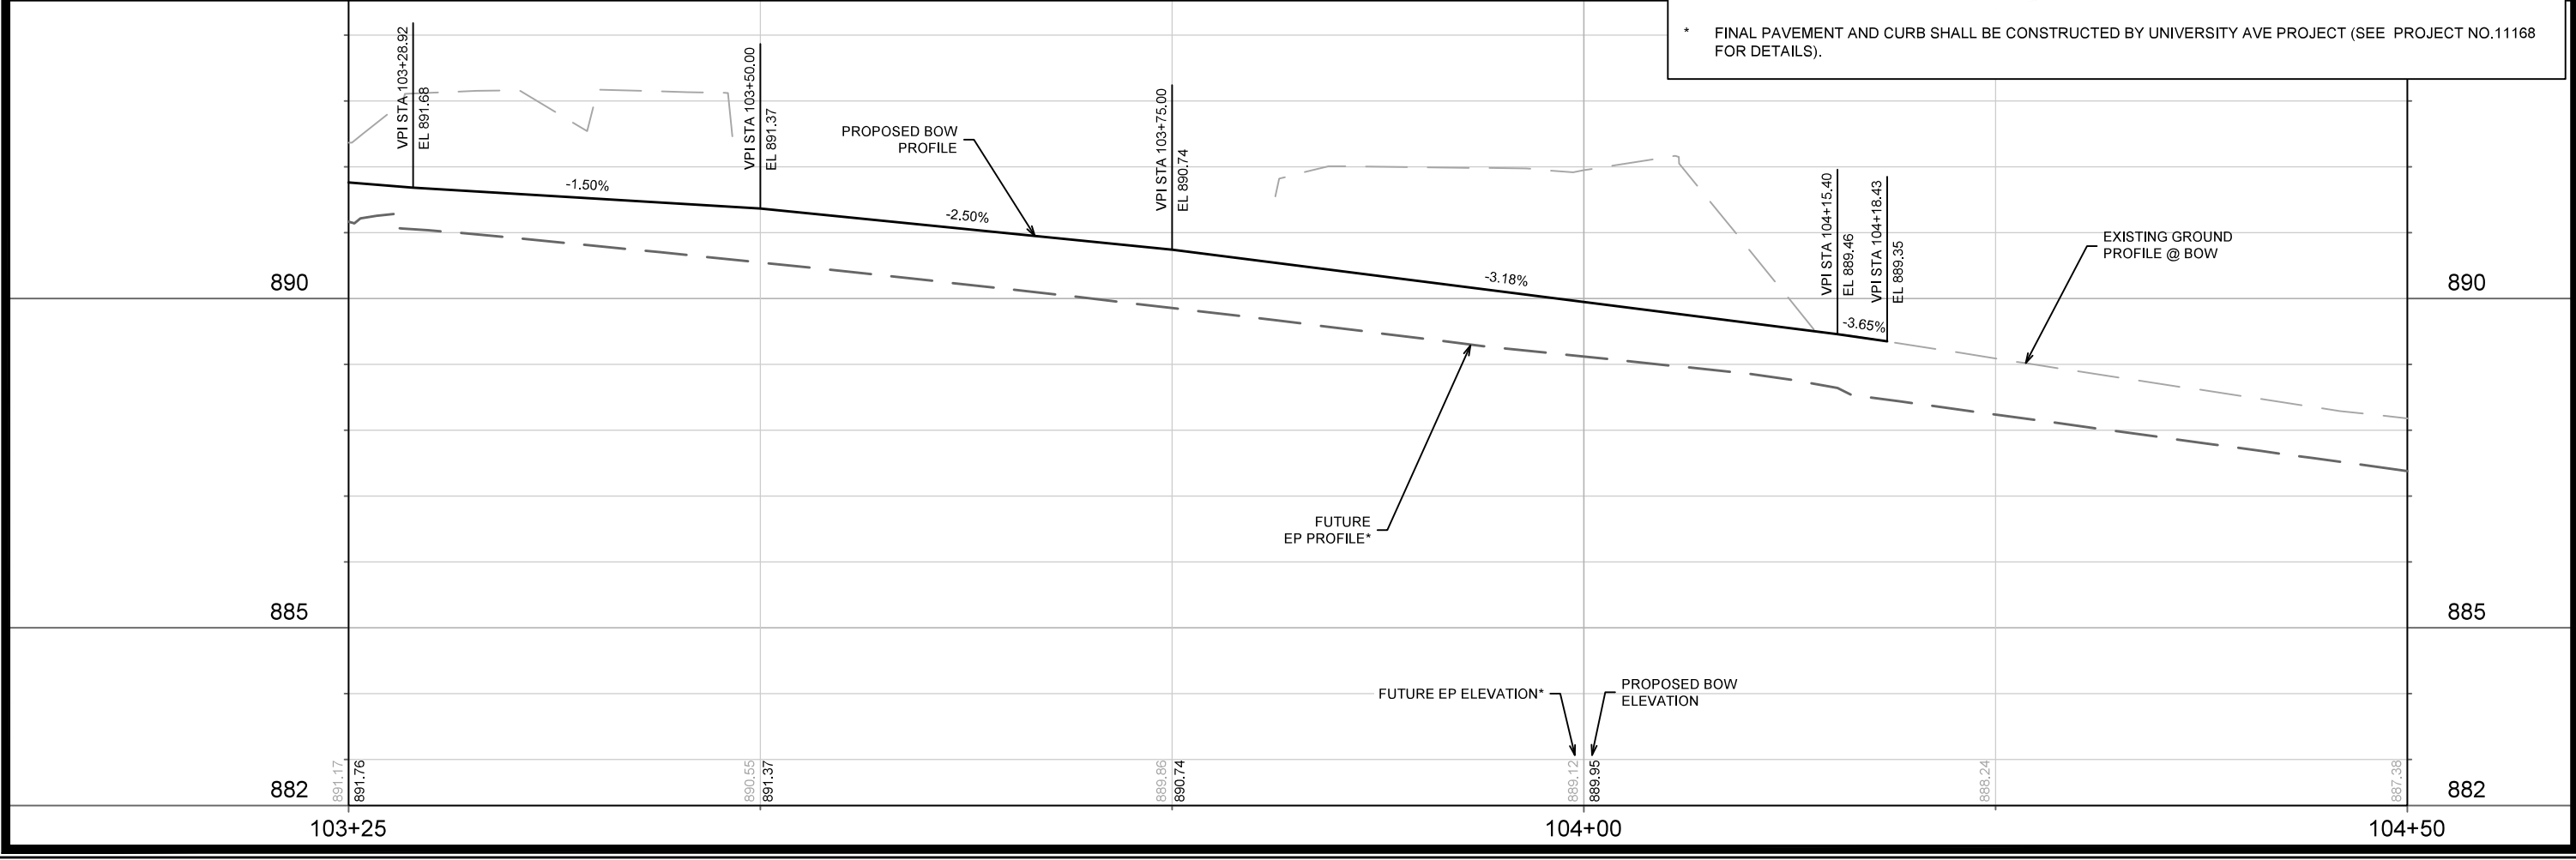 * FINAL PAVEMENT AND CURB SHALL BE CONSTRUCTED BY UNIVERSITY AVE PROJECT (SEE PROJECT NO.11168
FOR DETAILS).
VPI STA 103+28.92
EL 891.68
VPI STA 103+50.00
EL 891.37
VPI STA 103+75.00
EL 890.74
VPI STA 104+15.40
EL 889.46
VPI STA 104+18.43
EL 889.35
PROPOSED BOW
PROFILE
-1.50%
-2.50%
-3.18%
-3.65%
EXISTING GROUND
PROFILE @ BOW
890
890
FUTURE
EP PROFILE*
885
885
FUTURE EP ELEVATION*
PROPOSED BOW
ELEVATION
882
891.17
891.76
890.55
891.37
889.86
890.74
889.12
889.95
888.24
887.38
882
103+25
104+00
104+50